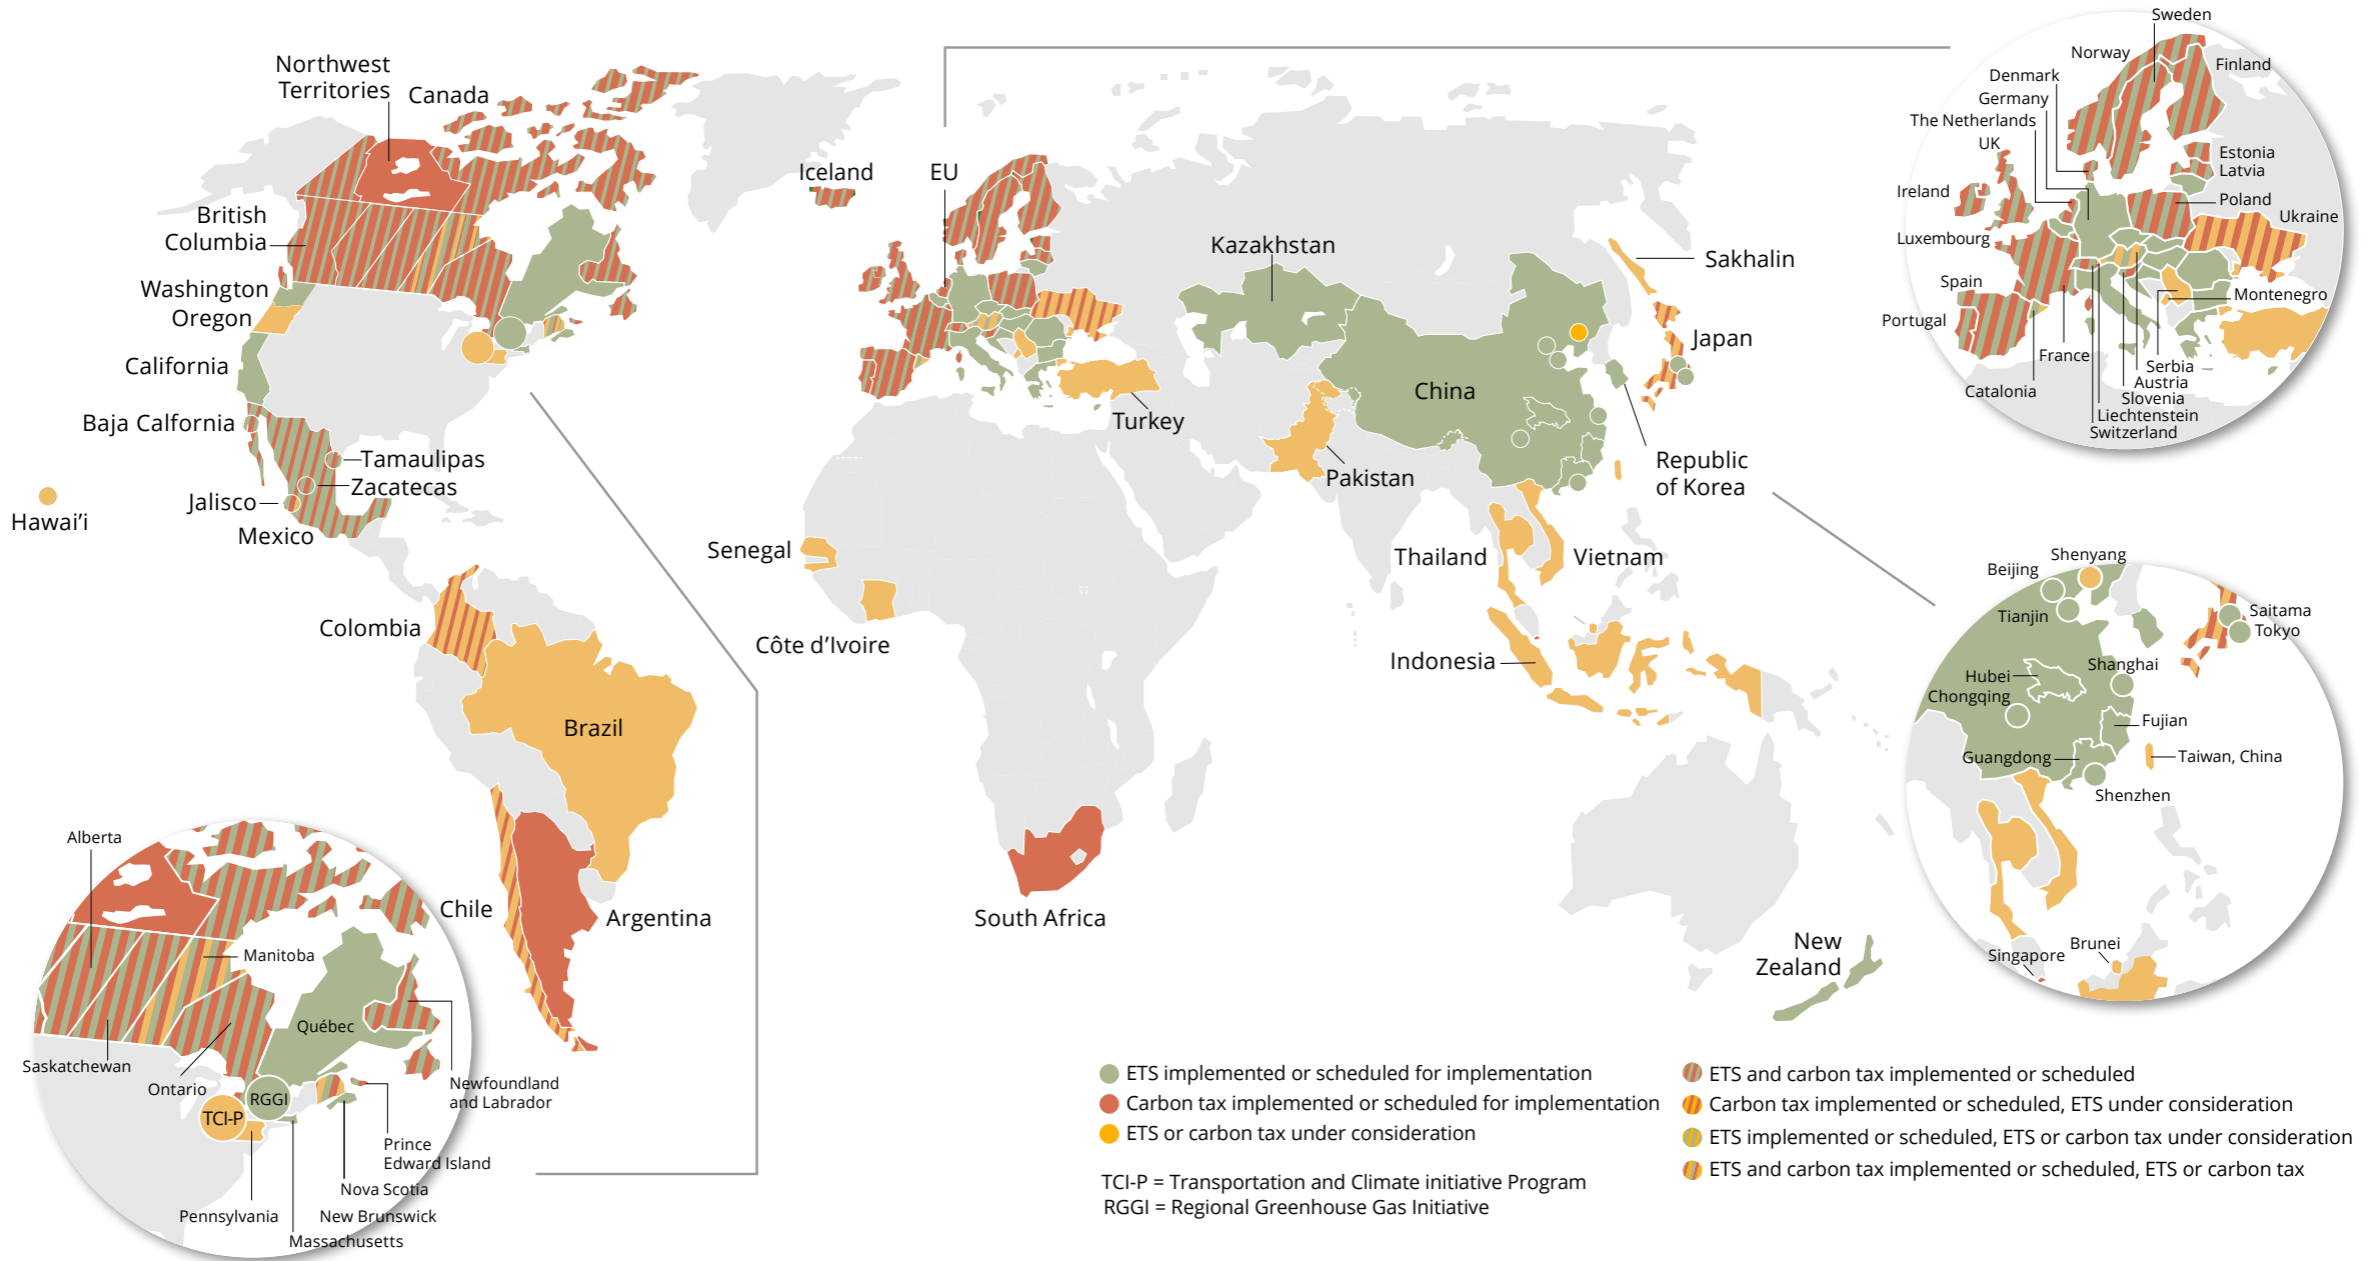 Northwest
Territories
Canada
British
Columbia
Washington
Oregon
California
Baja Calfornia
Tamaulipas
Zacatecas
Jalisco
Mexico
Hawai’i
Colombia
Brazil
Chile
Argentina
Iceland
EU
Kazakhstan
Sakhalin
Japan
China
Turkey
Pakistan
Republic
of Korea
Senegal
Côte d’Ivoire
Thailand
Vietnam
Indonesia
South Africa
New
Zealand
Sweden
Norway
Finland
Denmark
Germany
The Netherlands
UK
Estonia
Latvia
Ireland
Poland
Ukraine
Luxembourg
Spain
Montenegro
Portugal
France
Serbia
Austria
Catalonia
Slovenia
Liechtenstein
Switzerland
Shenyang
Beijing
Tianjin
Saitama
Tokyo
Shanghai
Hubei
Chongqing
Fujian
Guangdong
Taiwan, China
Shenzhen
Brunei
Singapore
Alberta
Manitoba
Québec
Saskatchewan
Ontario
RGGI
TCI-P
Newfoundland
and Labrador
Prince
Edward Island
Nova Scotia
Pennsylvania
New Brunswick
Massachusetts
ETS implemented or scheduled for implementation
Carbon tax implemented or scheduled for implementation
ETS or carbon tax under consideration
TCI-P = Transportation and Climate initiative Program
RGGI = Regional Greenhouse Gas Initiative
ETS and carbon tax implemented or scheduled
Carbon tax implemented or scheduled, ETS under consideration
ETS implemented or scheduled, ETS or carbon tax under consideration
ETS and carbon tax implemented or scheduled, ETS or carbon tax